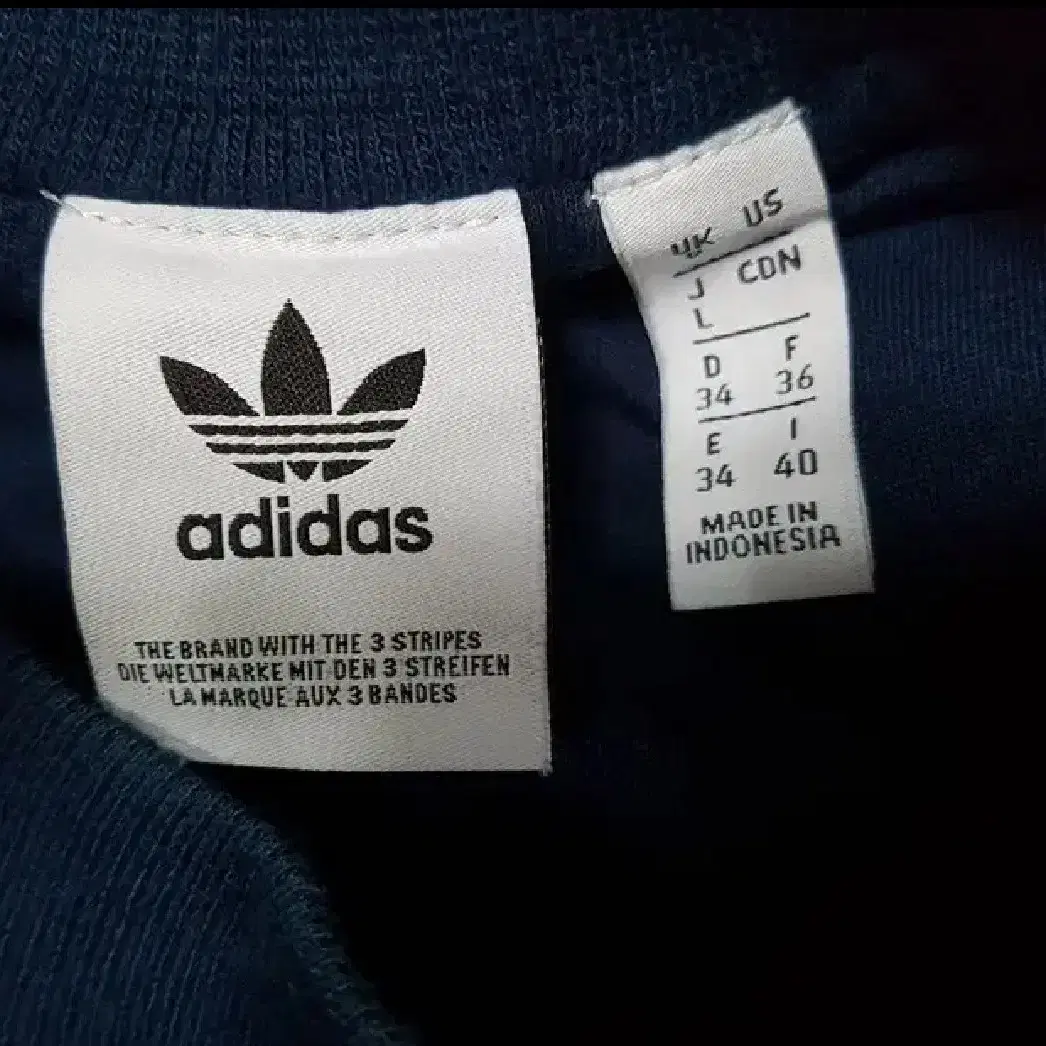 adidas
THE BRAND WITH THE 3 STRIPES
DIE WELTMARKE MIT DEN 3 STREIFEN
LA MARQUE AUX 3 BANDES
UK US
J CDN
L
D F
34 36
E I
34 40
MADE IN
INDONESIA